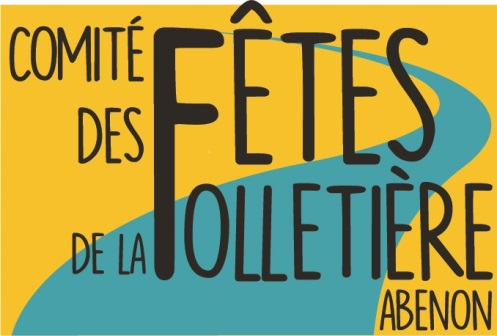 COMITÉ
DES FÊTES
DE LA FOLLETIÈRE
ABENON